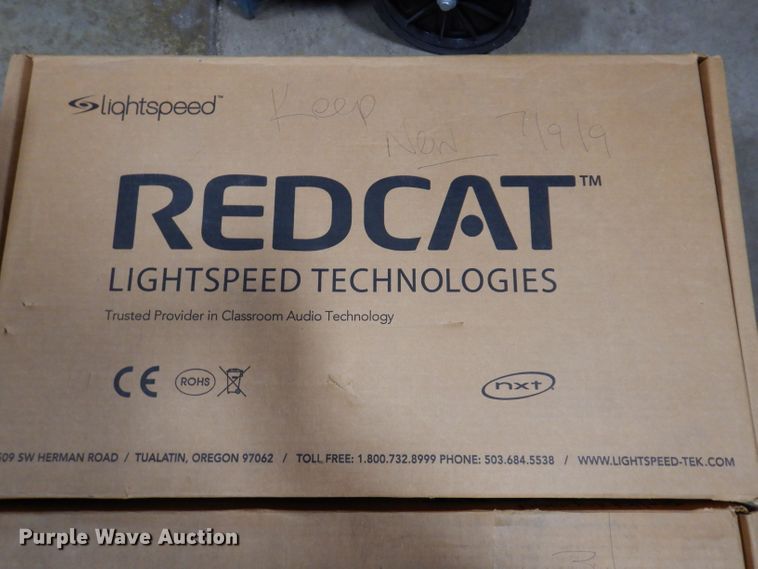 lightspeed™
Keep
New 7/9/9
REDCAT™
LIGHTSPEED TECHNOLOGIES
Trusted Provider in Classroom Audio Technology
CE ROHS nxt
509 SW HERMAN ROAD / TUALATIN, OREGON 97062 / TOLL FREE: 1.800.732.8999 PHONE: 503.684.5538 / WWW.LIGHTSPEED-TEK.COM
Purple Wave Auction